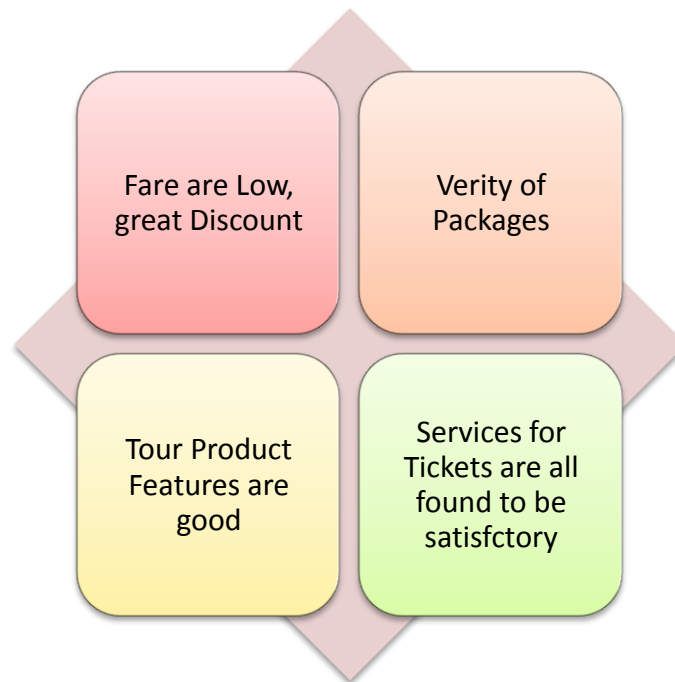 Fare are Low,
great Discount
Verity of
Packages
Tour Product
Features are
good
Services for
Tickets are all
found to be
satisfctory